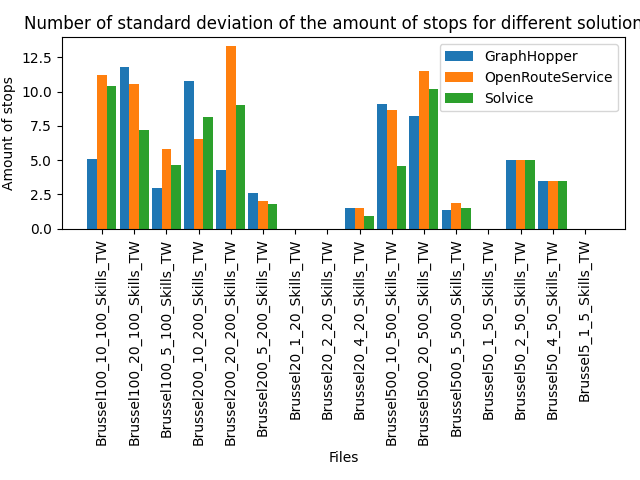 Number of standard deviation of the amount of stops for different solution
Amount of stops
12.5
10.0
7.5
5.0
2.5
0.0
GraphHopper
OpenRouteService
Solvice
Brussel100_10_100_Skills_TW
Brussel100_20_100_Skills_TW
Brussel100_5_100_Skills_TW
Brussel200_10_200_Skills_TW
Brussel200_20_200_Skills_TW
Brussel200_5_200_Skills_TW
Brussel20_1_20_Skills_TW
Brussel20_2_20_Skills_TW
Brussel20_4_20_Skills_TW
Brussel500_10_500_Skills_TW
Brussel500_20_500_Skills_TW
Brussel500_5_500_Skills_TW
Brussel50_1_50_Skills_TW
Brussel50_2_50_Skills_TW
Brussel50_4_50_Skills_TW
Brussel5_1_5_Skills_TW
Files